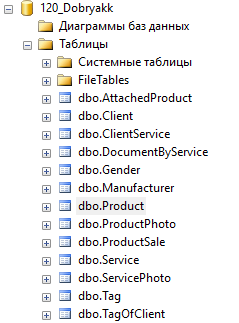 120_Dobryakk
Диаграммы баз данных
Таблицы
Системные таблицы
FileTables
dbo.AttachedProduct
dbo.Client
dbo.ClientService
dbo.DocumentByService
dbo.Gender
dbo.Manufacturer
dbo.Product
dbo.ProductPhoto
dbo.ProductSale
dbo.Service
dbo.ServicePhoto
dbo.Tag
dbo.TagOfClient